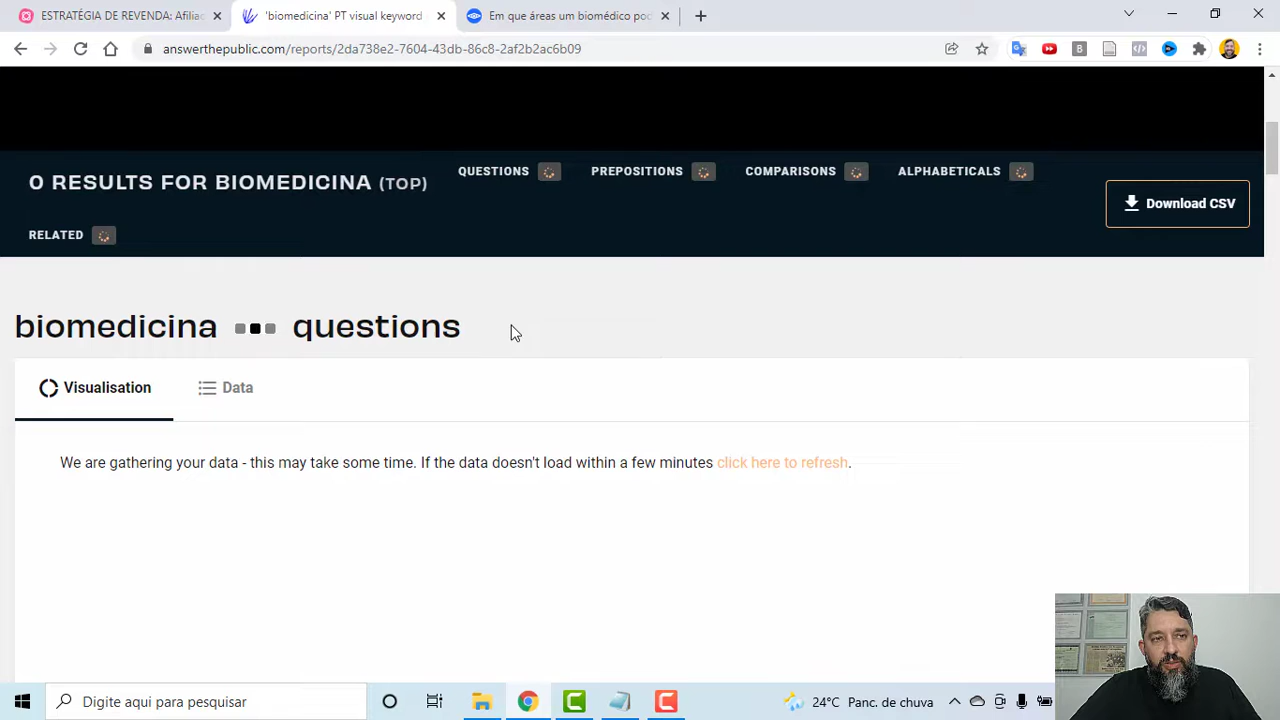 ESTRATÉGIA DE REVENDA: Afiliac
'biomedicina' PT visual keyword
Em que áreas um biomédico pod
answerthepublic.com/reports/2da738e2-7604-43db-86c8-2af2b2ac6b09
0 RESULTS FOR BIOMEDICINA (TOP)
QUESTIONS
PREPOSITIONS
COMPARISONS
ALPHABETICALS
RELATED
Download CSV
biomedicina questions
Visualisation
Data
We are gathering your data - this may take some time. If the data doesn't load within a few minutes click here to refresh.
Digite aqui para pesquisar
24°C Panc. de chuva